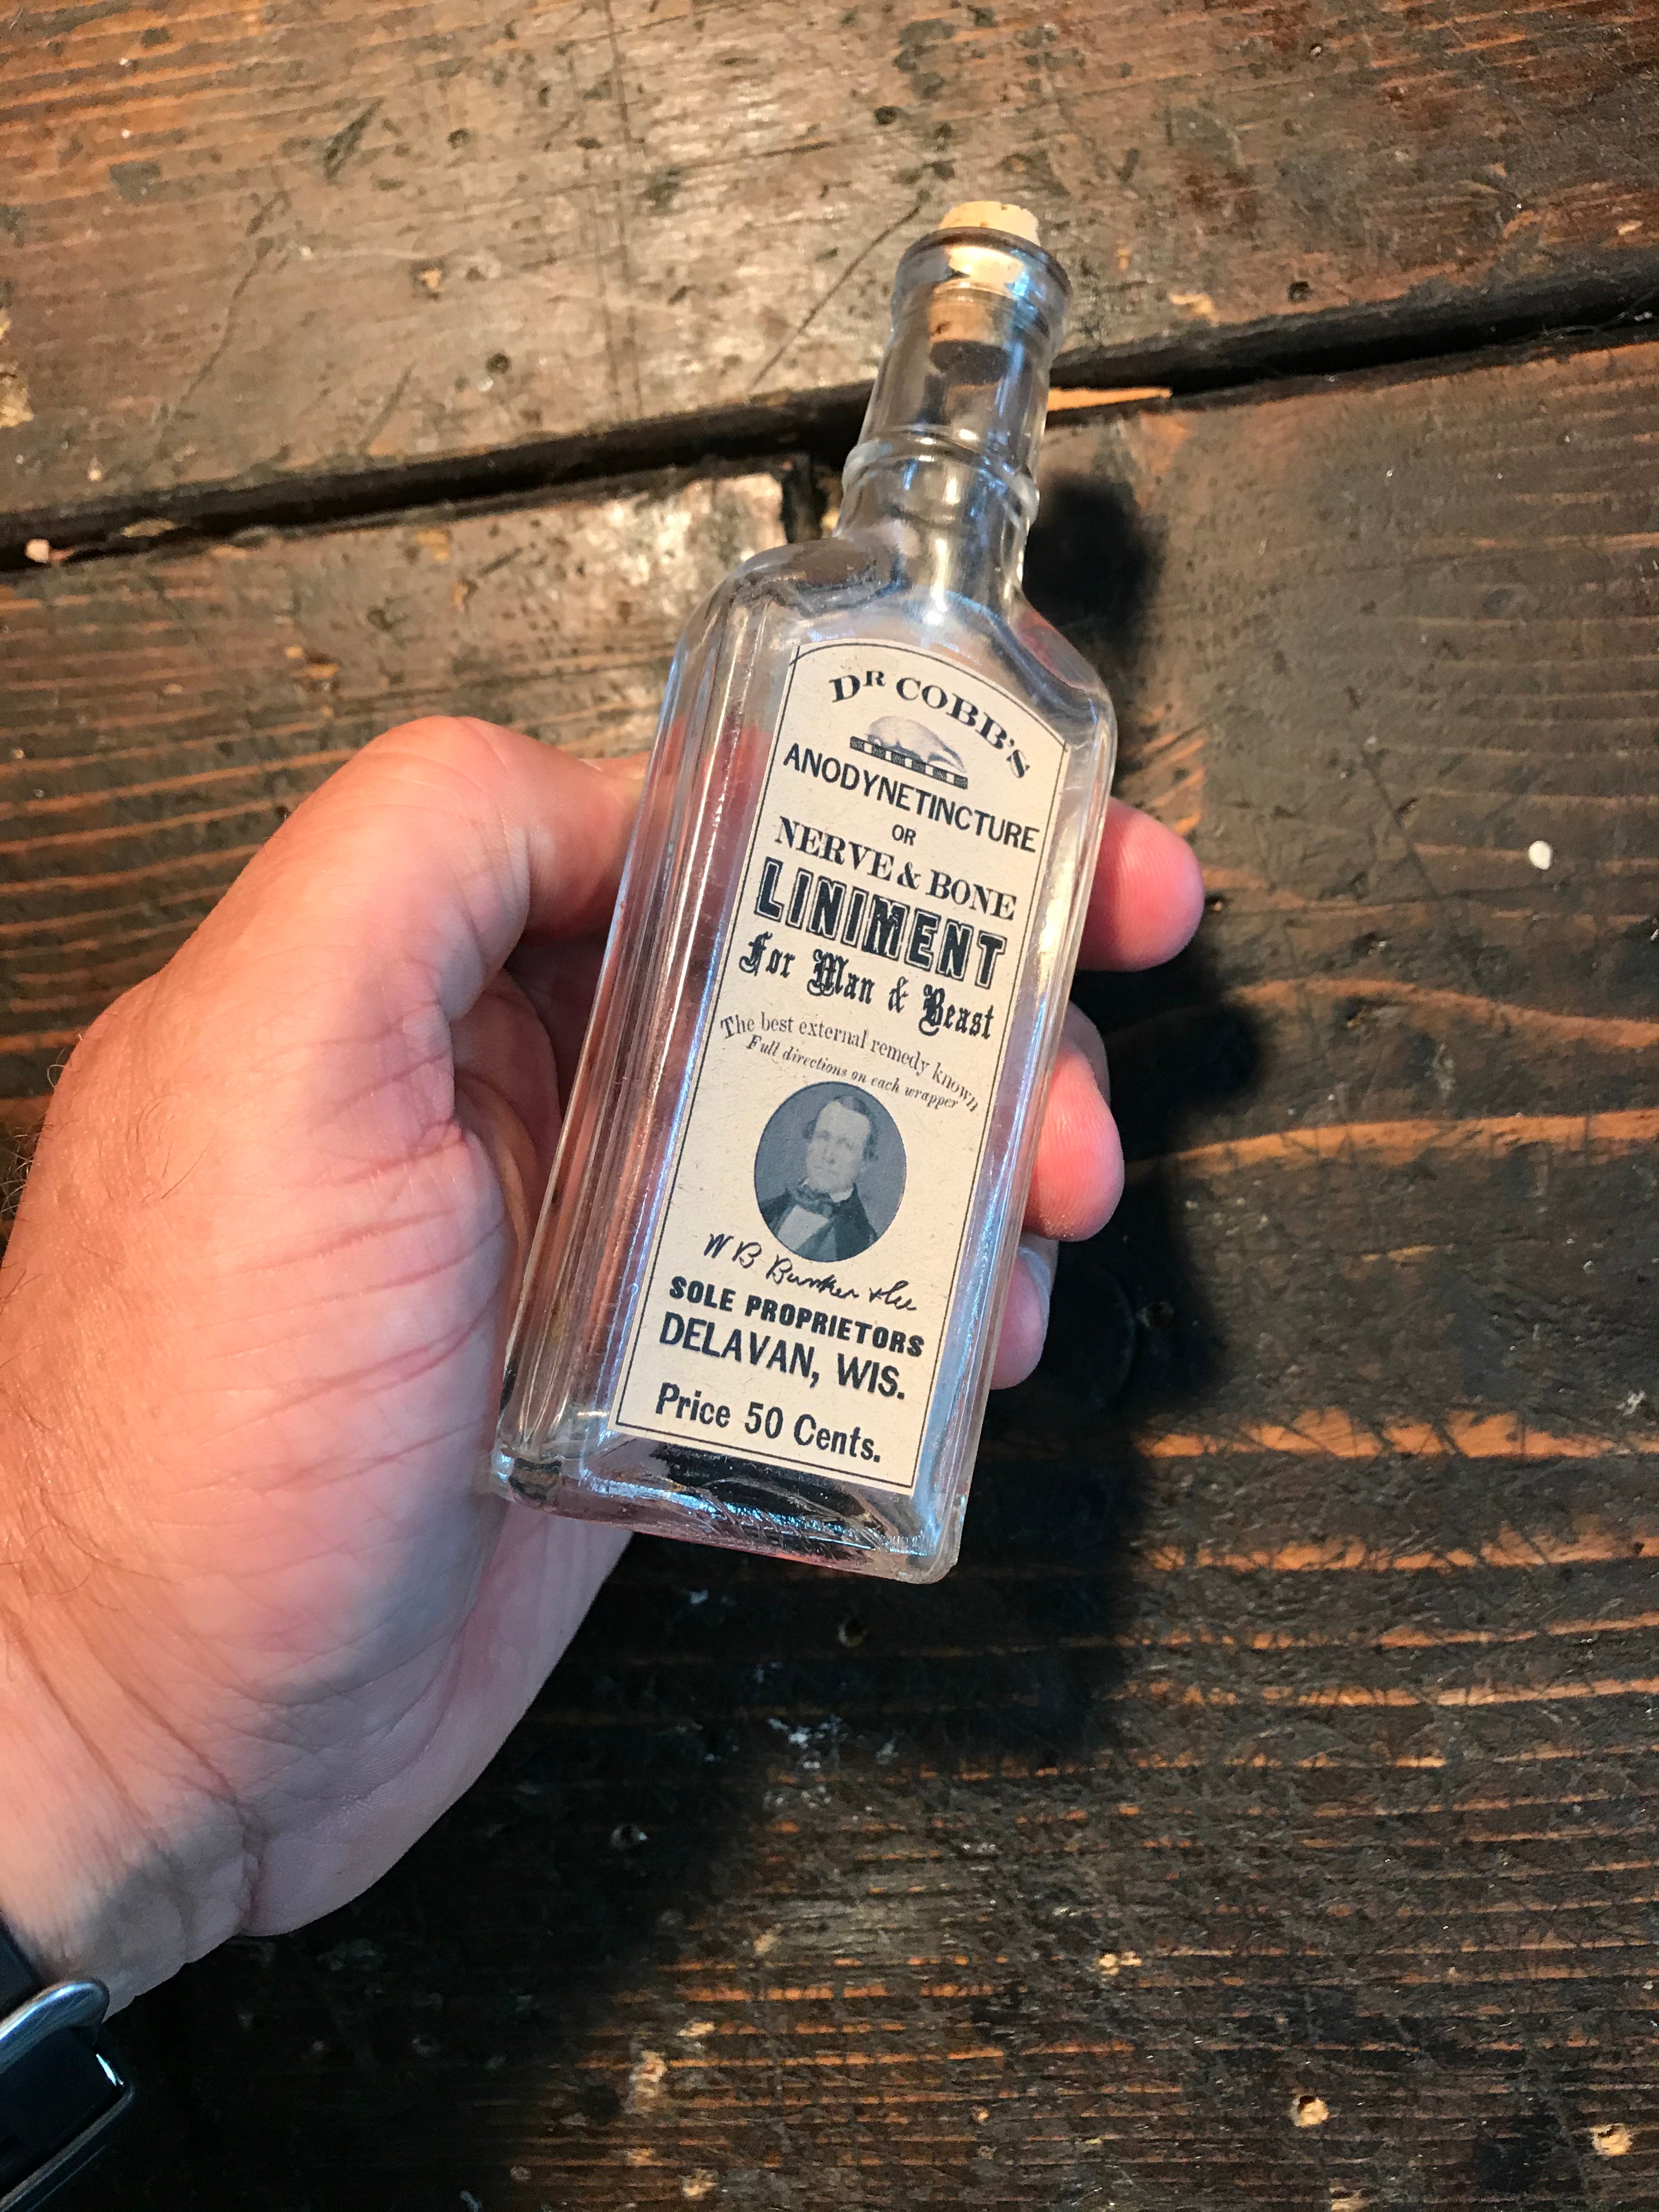 DR COBB'S
ANODYNETINCTURE
OR
NERVE & BONE
LINIMENT
For Man & Beast
The best external remedy known
Full directions on each wrapper
W B Bunker
SOLE PROPRIETORS
DELAVAN, WIS.
Price 50 Cents.